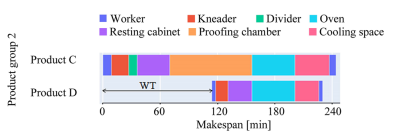 Worker Kneader Divider Oven
Resting cabinet Proofing chamber Cooling space
Product group 2
Product C
Product D
WT
0 60 120 180 240
Makespan [min]